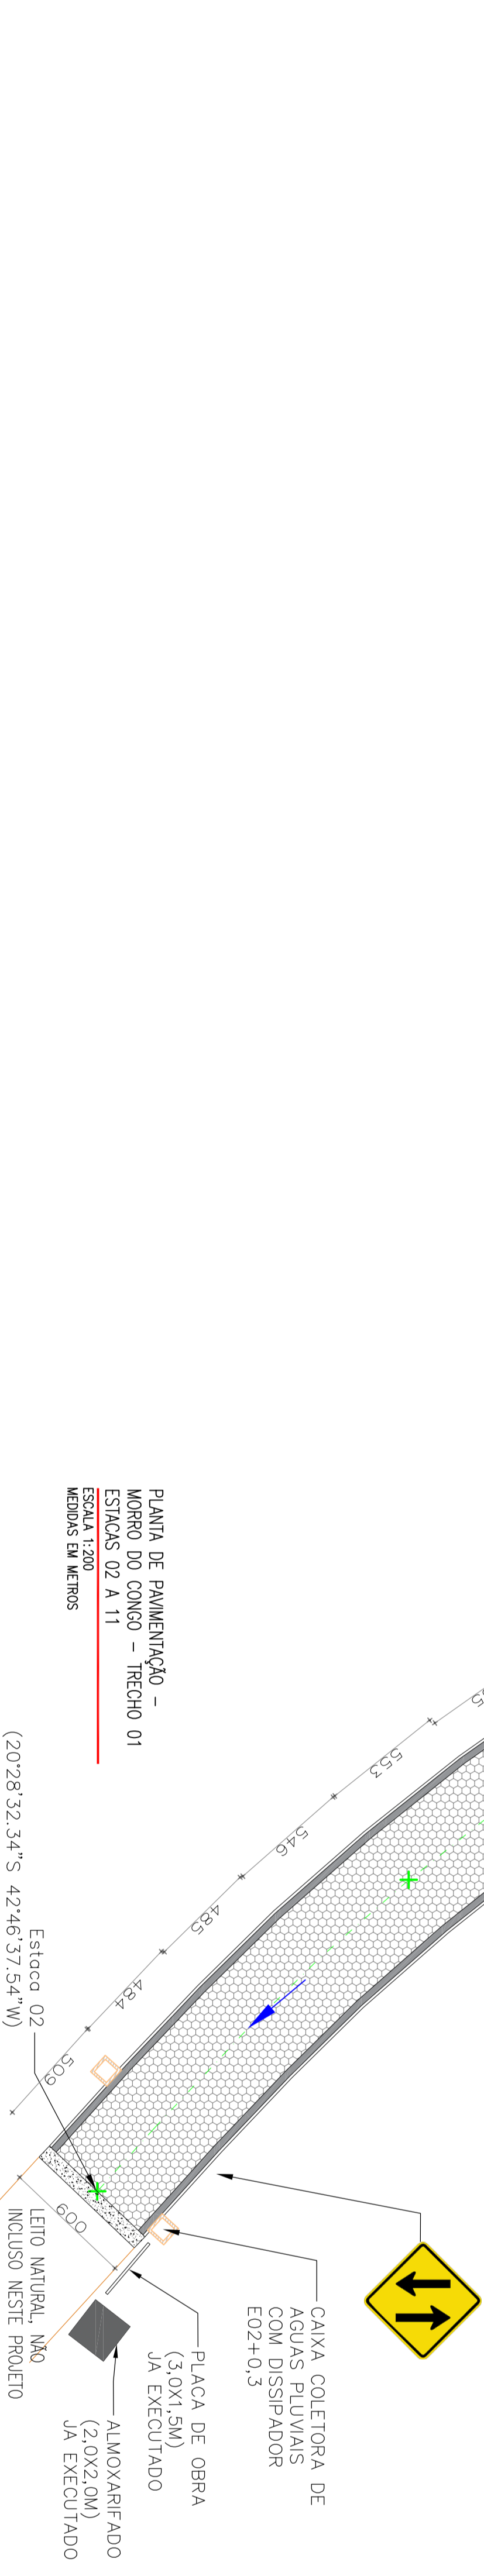 PLANTA DE PAVIMENTAÇÃO -
MORRO DO CONGO - TRECHO 01
ESTACAS 02 A 11
ESCALA 1:200
MEDIDAS EM METROS
553
546
485
484
509
600
Estaca 02
(20°28'32.34"S 42°46'37.54"W)
LEITO NATURAL, NÃO
INCLUSO NESTE PROJETO
CAIXA COLETORA DE
AGUAS PLUVIAIS
COM DISSIPADOR
E02+0,3
PLACA DE OBRA
(3,0X1,5M)
JA EXECUTADO
ALMOXARIFADO
(2,0X2,0M)
JA EXECUTADO